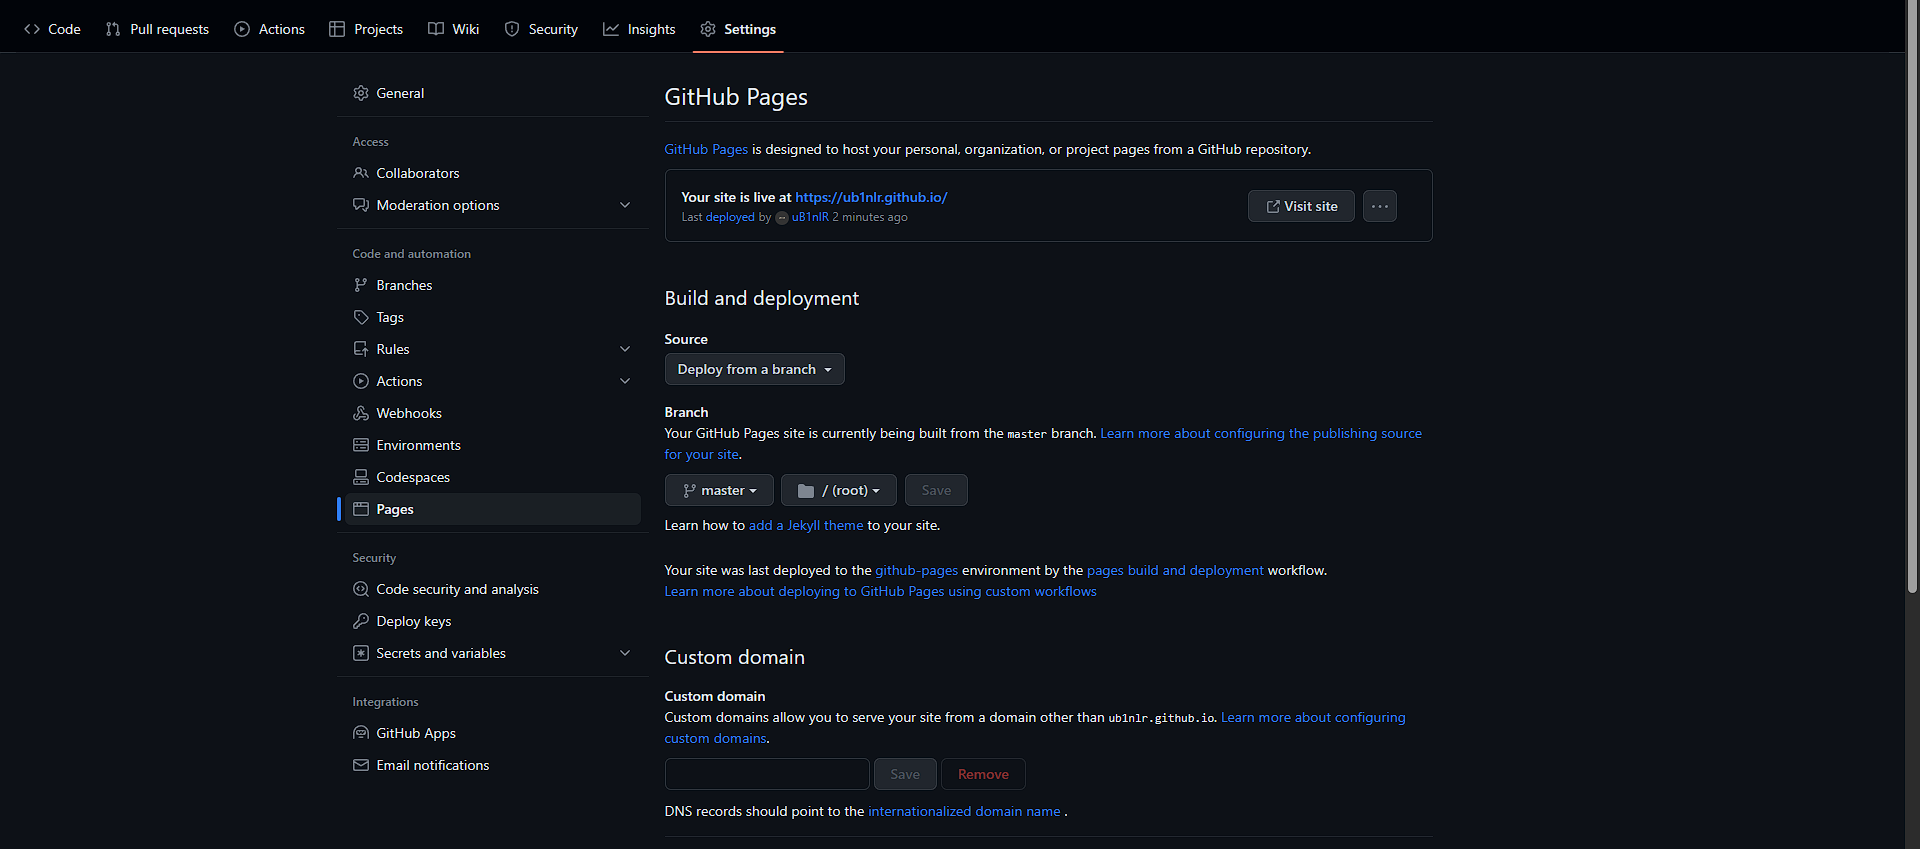 Code
Pull requests
Actions
Projects
Wiki
Security
Insights
Settings
General
Access
Collaborators
Moderation options
Code and automation
Branches
Tags
Rules
Actions
Webhooks
Environments
Codespaces
Pages
Security
Code security and analysis
Deploy keys
Secrets and variables
Integrations
GitHub Apps
Email notifications
GitHub Pages
GitHub Pages is designed to host your personal, organization, or project pages from a GitHub repository.
Your site is live at https://ub1nlr.github.io/
Last deployed by uB1nlR 2 minutes ago
Visit site
Build and deployment
Source
Deploy from a branch
Branch
Your GitHub Pages site is currently being built from the master branch. Learn more about configuring the publishing source
for your site.
master
/ (root)
Save
Learn how to add a Jekyll theme to your site.
Your site was last deployed to the github-pages environment by the pages build and deployment workflow.
Learn more about deploying to GitHub Pages using custom workflows
Custom domain
Custom domain
Custom domains allow you to serve your site from a domain other than ub1nlr.github.io. Learn more about configuring
custom domains.
Save
Remove
DNS records should point to the internationalized domain name .